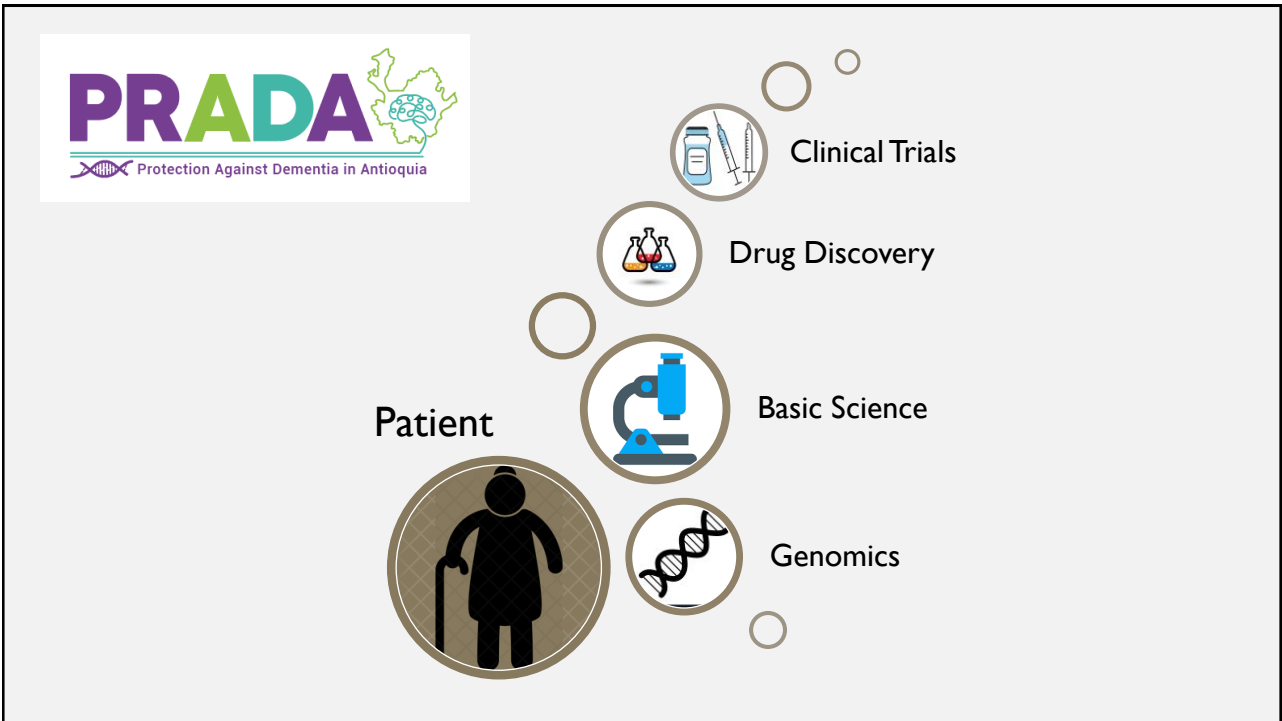 PRADA
Protection Against Dementia in Antioquia
Clinical Trials
Drug Discovery
Basic Science
Patient
Genomics